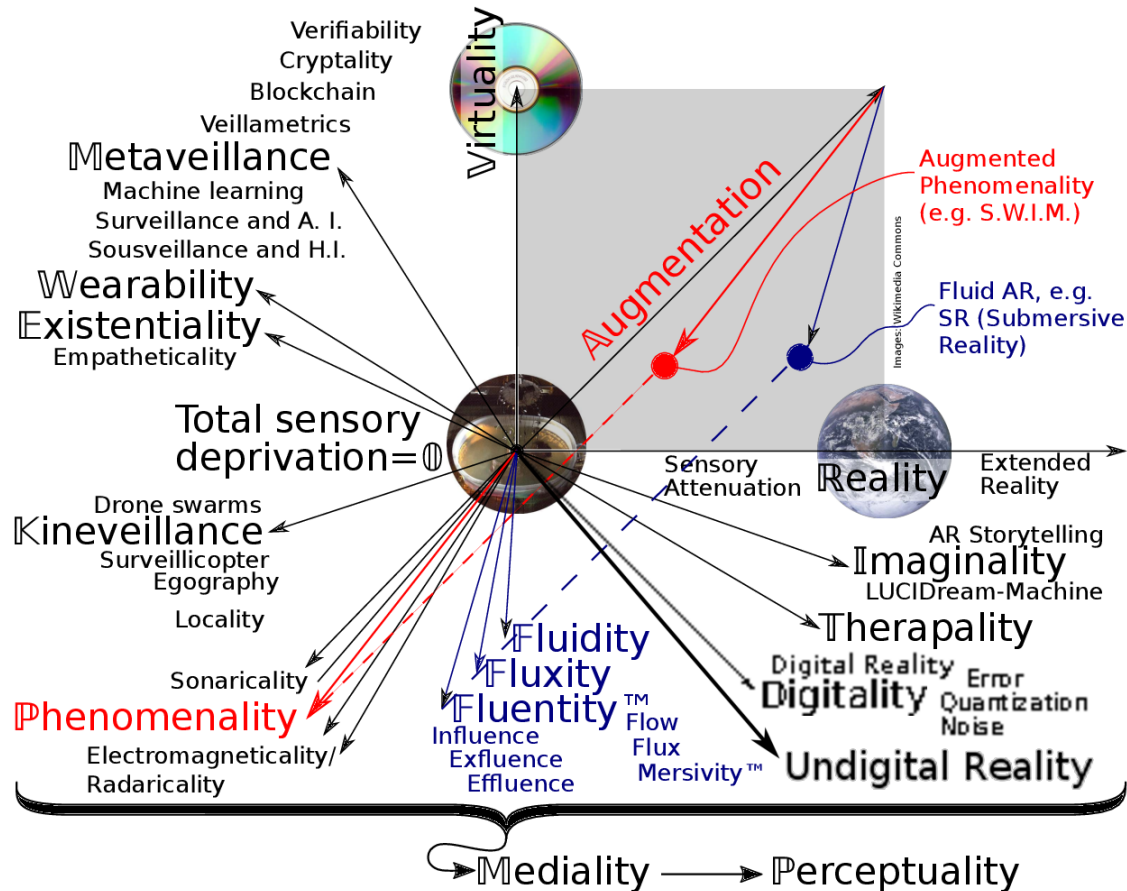 Verifiability
Cryptality
Blockchain
Veillametrics
𝕄etaveillance
Machine learning
Surveillance and A. I.
Sousveillance and H.I.
𝕎earability
𝔼xistentiality
Empatheticality
𝕍irtuality
𝔸ugmentation
Augmented
Phenomenality
(e.g. S.W.I.M.)
Images: Wikimedia Commons
Fluid AR, e.g.
SR (Submersive
Reality)
Total sensory
deprivation=𝟘
Sensory
Attenuation
ℝeality
Extended
Reality
Drone swarms
𝕂ineveillance
Surveillicopter
Egography
Locality
Sonaricality
ℙhenomenality
Electromagneticality/
Radaricality
𝔽luidity
𝔽luxity
𝔽luentity™
Influence
Exfluence
Effluence
Flow
Flux
Mersivity™
AR Storytelling
𝕀maginality
LUCIDream-Machine
𝕋herapality
Digital Reality
Digitality
Error
Quantization
Noise
Undigital Reality
𝕄ediality
ℙerceptuality